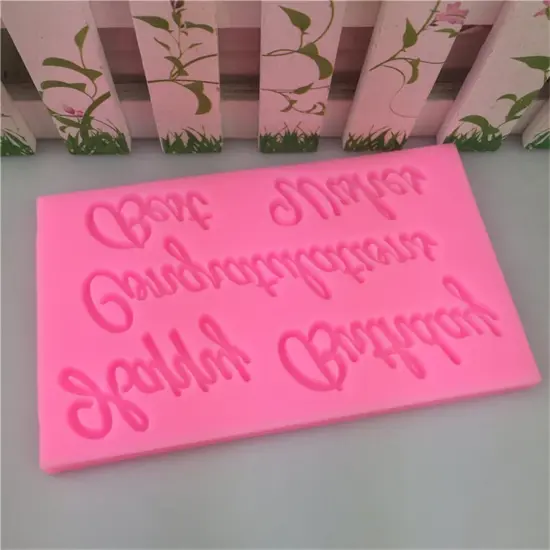 Best Wishes
Congratulations
Happy Birthday